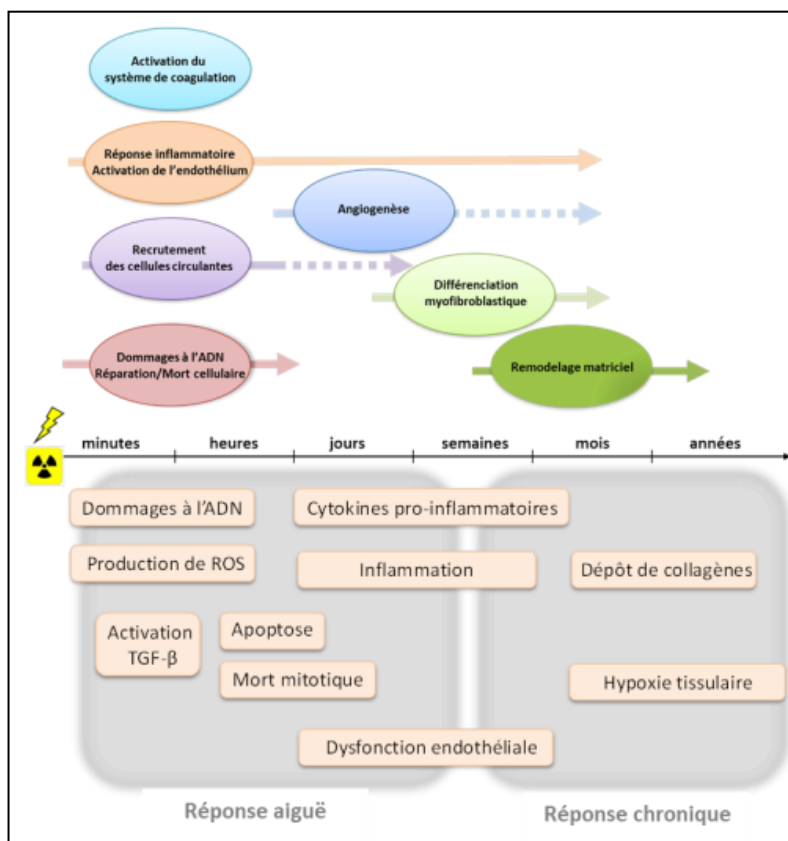 Activation du
système de coagulation
Réponse inflammatoire
Activation de l'endothélium
Angiogenèse
Recrutement
des cellules circulantes
Différenciation
myofibroblastique
Dommages à l'ADN
Réparation/Mort cellulaire
Remodelage matriciel
minutes heures jours semaines mois années
Dommages à l'ADN Cytokines pro-inflammatoires
Production de ROS Inflammation Dépôt de collagènes
Activation
TGF-β
Apoptose
Mort mitotique Hypoxie tissulaire
Dysfonction endothéliale
Réponse aiguë Réponse chronique